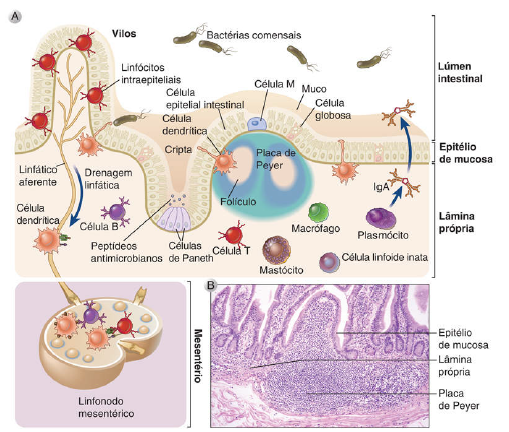 A
Vilos
Bactérias comensais
Linfócitos
intraepiteliais
Célula
epitelial intestinal
Célula M
Muco
Célula
globosa
Célula
dendrítica
Cripta
Placa de
Peyer
Folículo
Lúmen
intestinal
Epitélio
de mucosa
Lâmina
própria
IgA
Plasmócito
Linfático
aferente
Drenagem
linfática
Célula
dendrítica
Célula B
Peptídeos
antimicrobianos
Células
de Paneth
Célula T
Macrófago
Mastócito
Célula linfoide inata
Linfonodo
mesentérico
Mesentério
B
Epitélio
de mucosa
Lâmina
própria
Placa
de Peyer